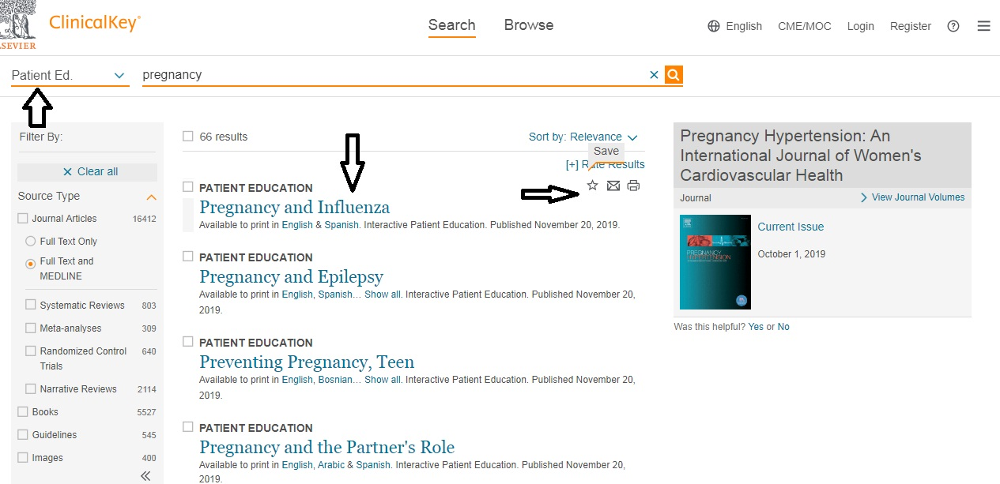 ClinicalKey®
Search Browse
English CME/MOC Login Register
ELSEVIER
Patient Ed. pregnancy
Filter By:
Clear all
Source Type
Journal Articles 16412
Full Text Only
Full Text and
MEDLINE
Systematic Reviews 803
Meta-analyses 309
Randomized Control 640
Trials
Narrative Reviews 2114
Books 5527
Guidelines 545
Images 400
66 results
Sort by: Relevance
Save
[+] Rate Results
PATIENT EDUCATION
Pregnancy and Influenza
Available to print in English & Spanish. Interactive Patient Education. Published November 20, 2019.
PATIENT EDUCATION
Pregnancy and Epilepsy
Available to print in English, Spanish... Show all. Interactive Patient Education. Published November 20,
2019.
PATIENT EDUCATION
Preventing Pregnancy, Teen
Available to print in English, Bosnian... Show all. Interactive Patient Education. Published November 20,
2019.
PATIENT EDUCATION
Pregnancy and the Partner's Role
Available to print in English, Arabic & Spanish. Interactive Patient Education. Published November 20,
2019.
Pregnancy Hypertension: An
International Journal of Women's
Cardiovascular Health
Journal View Journal Volumes
PREGNANCY
HYPERTENSION
Current Issue
October 1, 2019
Was this helpful? Yes or No